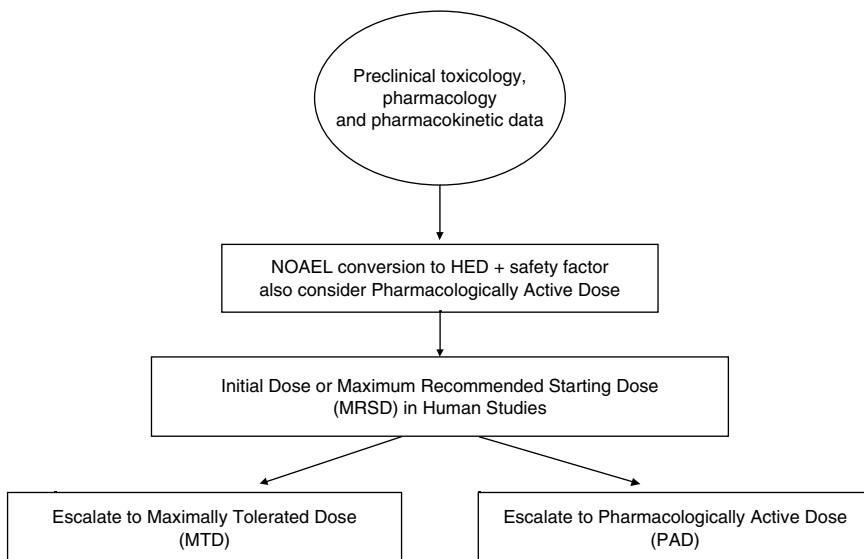 Preclinical toxicology,
pharmacology
and pharmacokinetic data
NOAEL conversion to HED + safety factor
also consider Pharmacologically Active Dose
Initial Dose or Maximum Recommended Starting Dose
(MRSD) in Human Studies
Escalate to Maximally Tolerated Dose
(MTD)
Escalate to Pharmacologically Active Dose
(PAD)